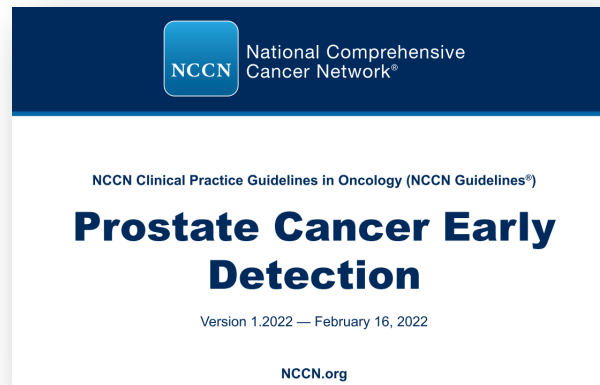 NCCN
National Comprehensive
Cancer Network®
NCCN Clinical Practice Guidelines in Oncology (NCCN Guidelines®)
Prostate Cancer Early
Detection
Version 1.2022 — February 16, 2022
NCCN.org